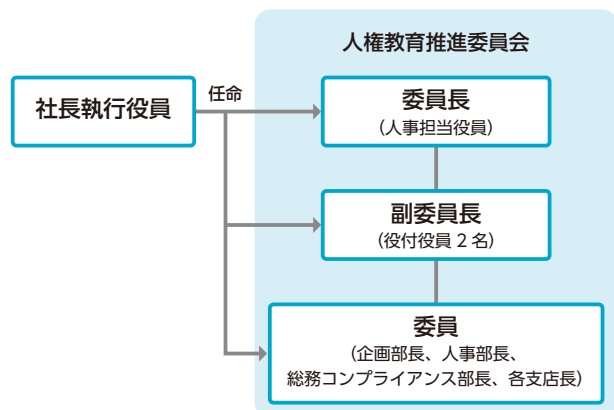 人権教育推進委員会
社長執行役員
任命
委員長
（人事担当役員）
副委員長
（役付役員 2 名）
委員
（企画部長、人事部長、
総務コンプライアンス部長、各支店長）